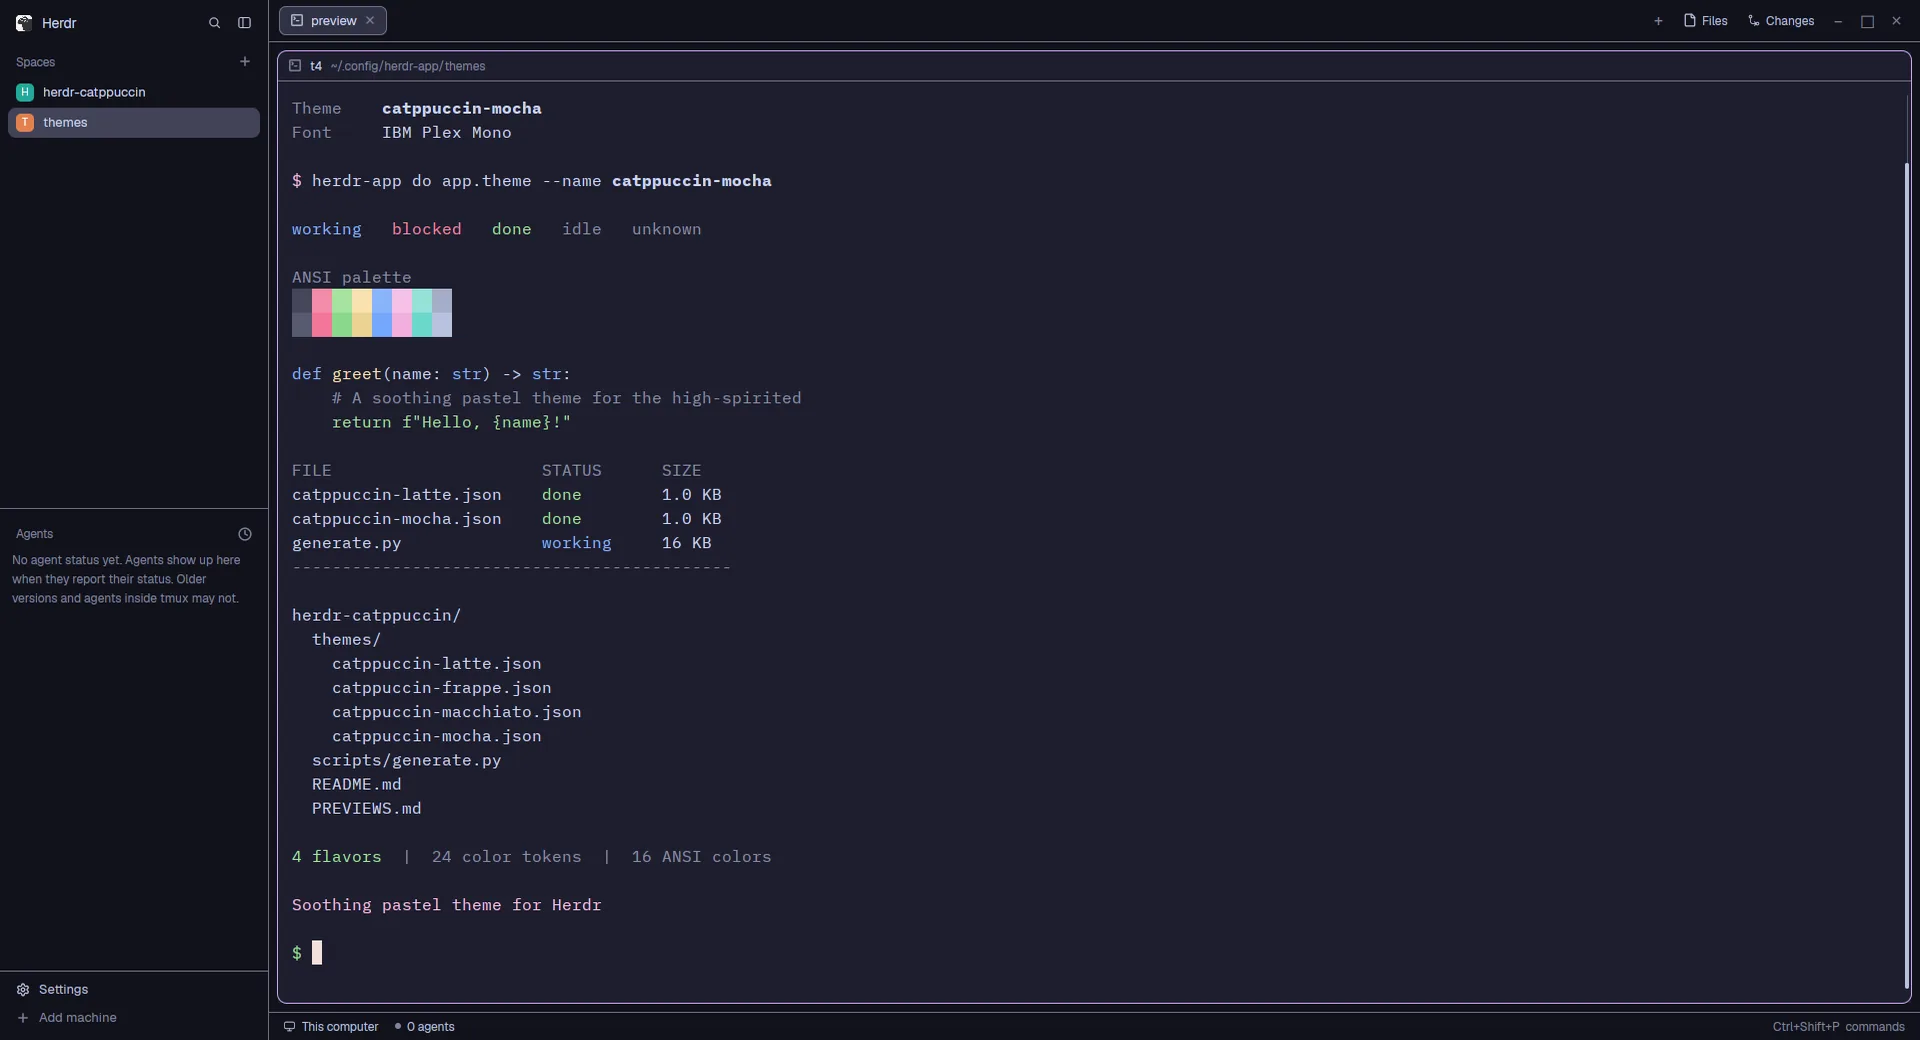 Herdr
Spaces
H herdr-catppuccin
T themes
Agents
No agent status yet. Agents show up here
when they report their status. Older
versions and agents inside tmux may not.
Settings
+ Add machine
preview ×
+ Files Changes
t4 ~/.config/herdr-app/themes
Theme catppuccin-mocha
Font IBM Plex Mono
$ herdr-app do app.theme --name catppuccin-mocha
working blocked done idle unknown
ANSI palette
def greet(name: str) -> str:
# A soothing pastel theme for the high-spirited
return f"Hello, {name}!"
FILE STATUS SIZE
catppuccin-latte.json done 1.0 KB
catppuccin-mocha.json done 1.0 KB
generate.py working 16 KB
--------------------------------------------
herdr-catppuccin/
themes/
catppuccin-latte.json
catppuccin-frappe.json
catppuccin-macchiato.json
catppuccin-mocha.json
scripts/generate.py
README.md
PREVIEWS.md
4 flavors | 24 color tokens | 16 ANSI colors
Soothing pastel theme for Herdr
$
This computer 0 agents
Ctrl+Shift+P commands